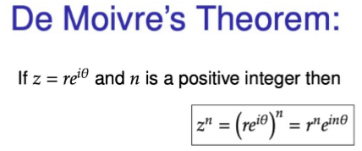 De Moivre's Theorem:
If z = re^{iθ} and n is a positive integer then
z^n = (re^{iθ})^n = r^n e^{inθ}